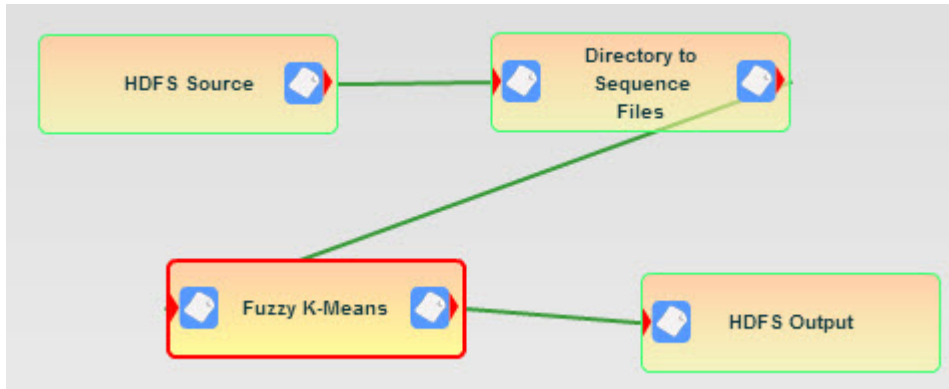 HDFS Source
Directory to
Sequence
Files
Fuzzy K-Means
HDFS Output